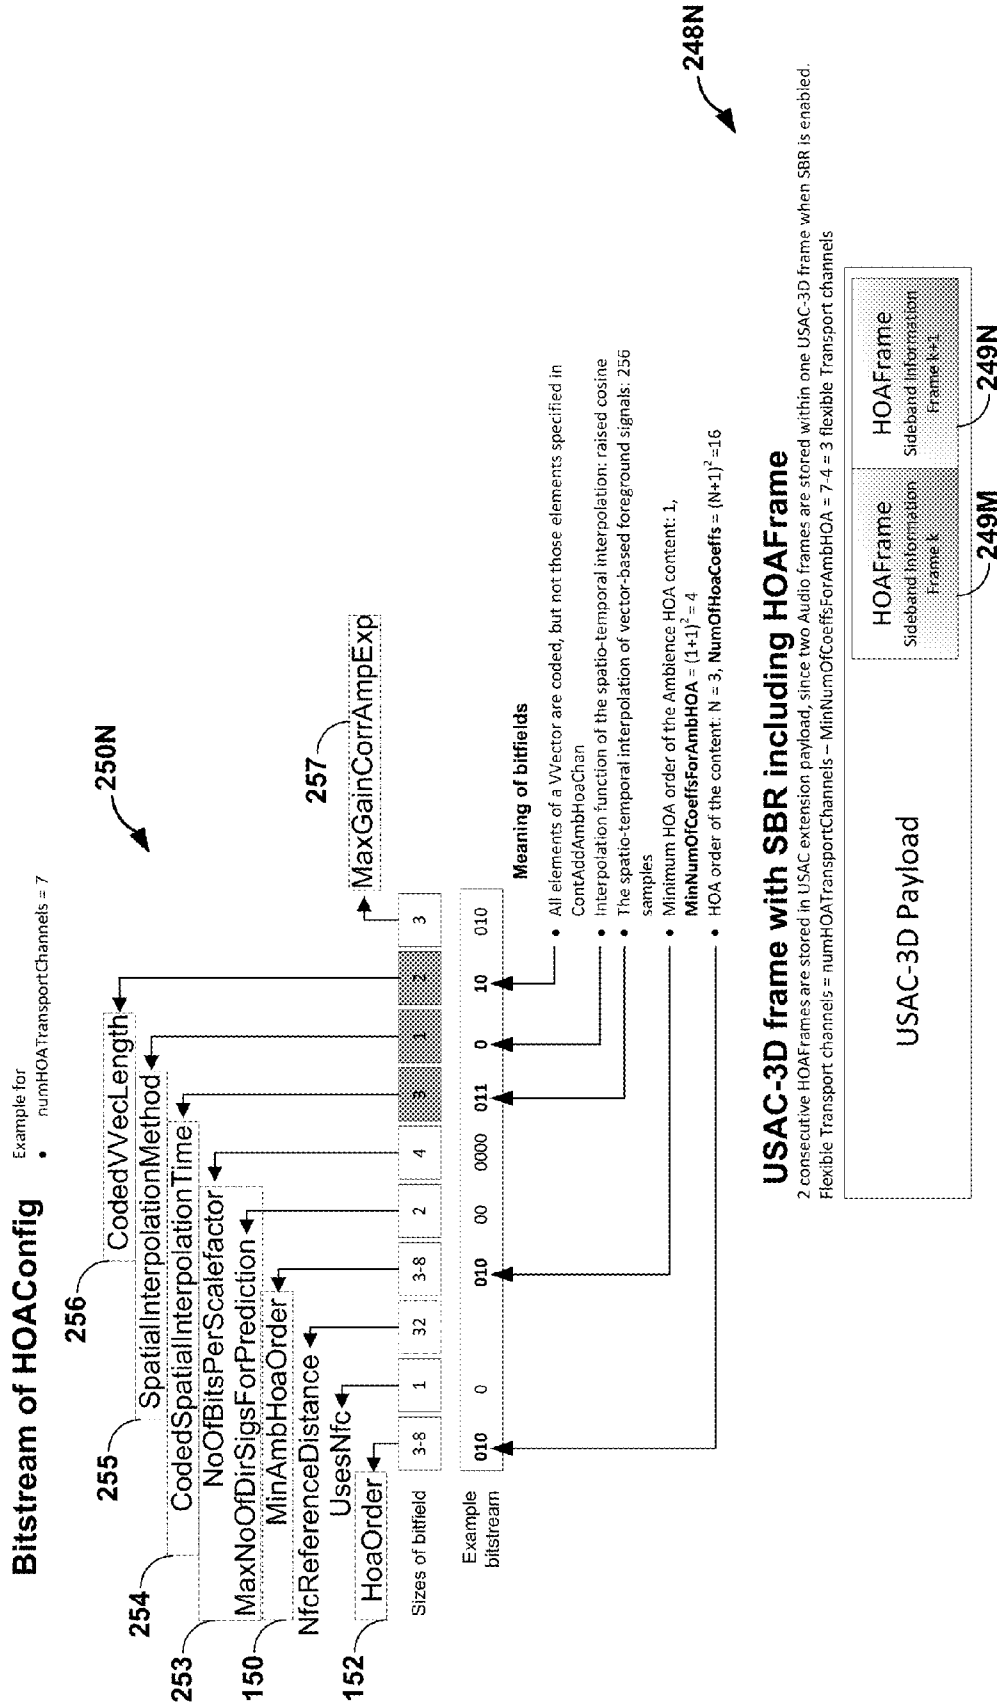 Bitstream of HOAConfig
Example for
• numHOATransportChannels = 7
250N
256
CodedVVecLength
255
SpatialInterpolationMethod
254
CodedSpatialInterpolationTime
253
NoOfBitsPerScalefactor
MaxNoOfDirSigsForPrediction
150
MinAmbHoaOrder
NfcReferenceDistance
UsesNfc
152
HoaOrder
257
MaxGainCorrAmpExp
Sizes of bitfield
3-8 1 32 3-8 2 4 3 1 2 3
Example
bitstream
010 0 010 00 0000 011 0 10 010
Meaning of bitfields
• All elements of a VVector are coded, but not those elements specified in
ContAddAmbHoaChan
• Interpolation function of the spatio-temporal interpolation: raised cosine
• The spatio-temporal interpolation of vector-based foreground signals: 256
samples
• Minimum HOA order of the Ambience HOA content: 1,
MinNumOfCoeffsForAmbHOA = (1+1)² = 4
• HOA order of the content: N = 3, NumOfHoaCoeffs = (N+1)² =16
248N
USAC-3D frame with SBR including HOAFrame
2 consecutive HOAFrames are stored in USAC extension payload, since two Audio frames are stored within one USAC-3D frame when SBR is enabled.
Flexible Transport channels = numHOATransportChannels – MinNumOfCoeffsForAmbHOA = 7-4 = 3 flexible Transport channels
USAC-3D Payload
HOAFrame
Sideband Information
Frame k
HOAFrame
Sideband Information
Frame k+1
249M
249N